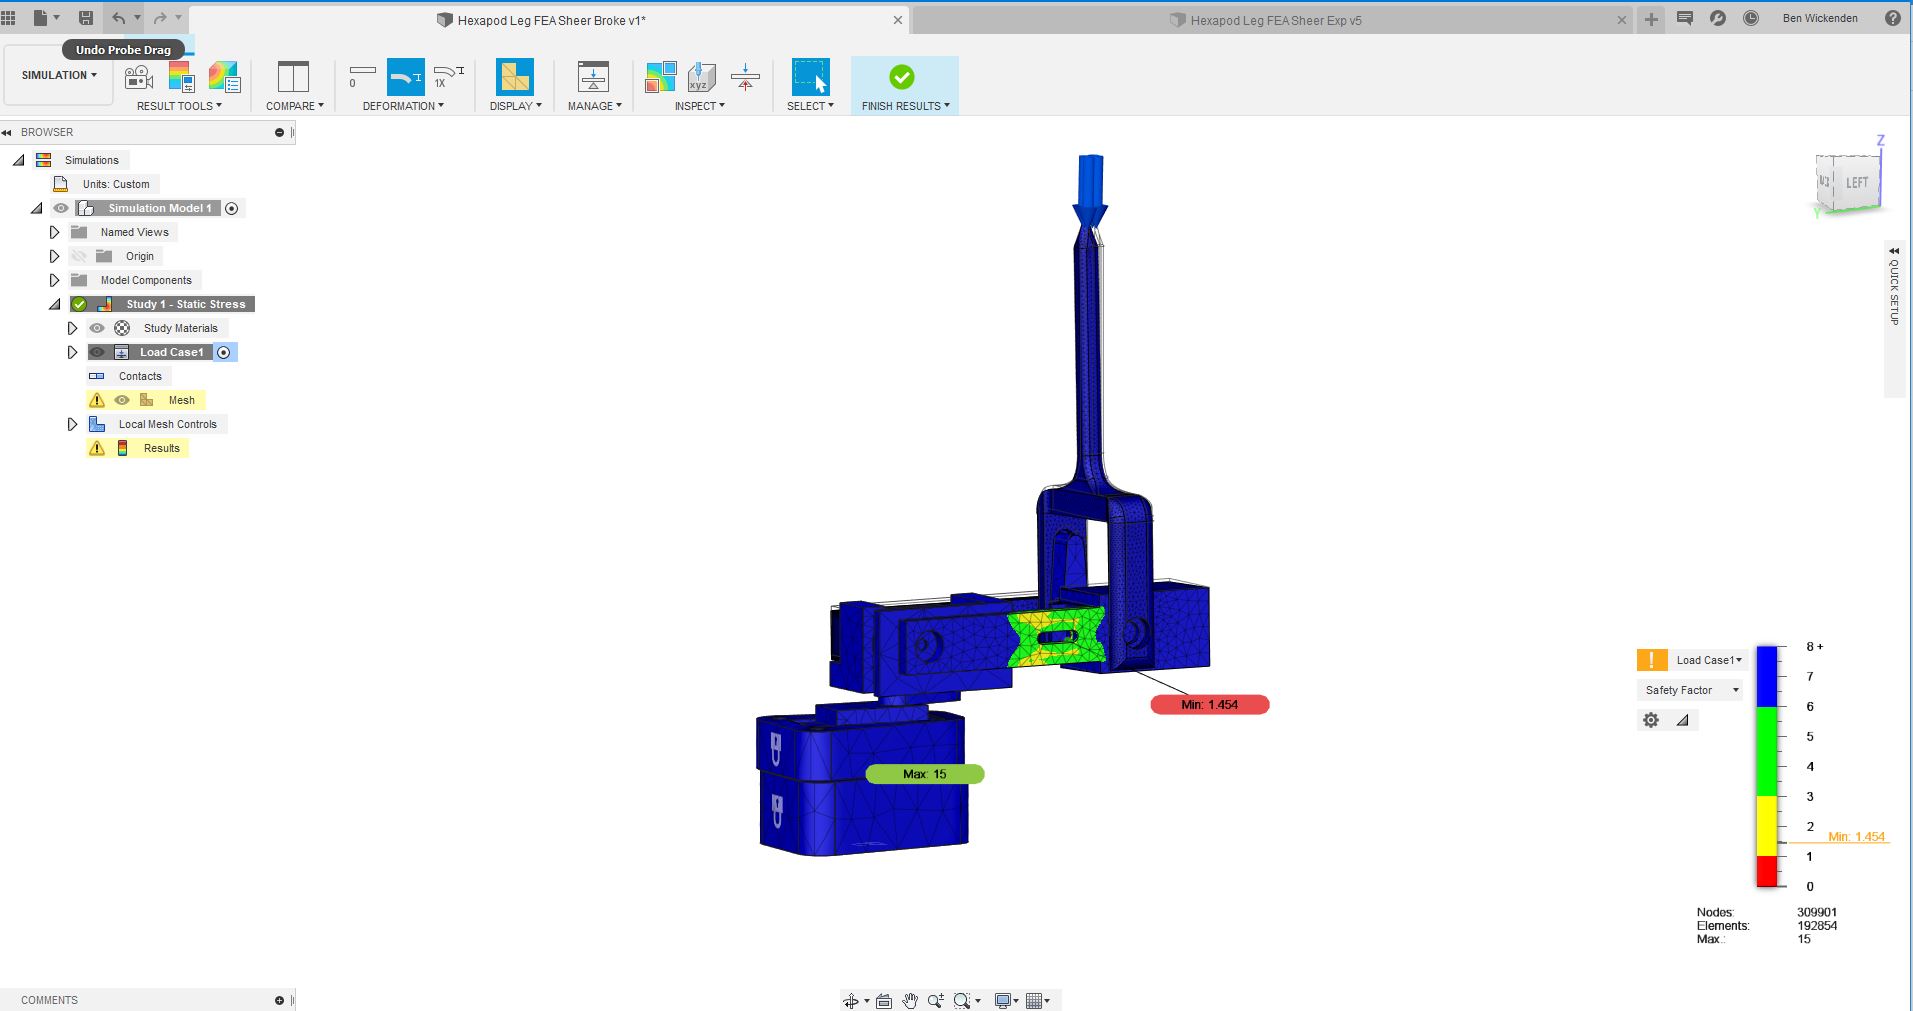 Hexapod Leg FEA Sheer Broke v1*
Hexapod Leg FEA Sheer Exp v5
Ben Wickenden
Undo Probe Drag
SIMULATION
0
1X
RESULT TOOLS
COMPARE
DEFORMATION
DISPLAY
MANAGE
xyz
INSPECT
SELECT
FINISH RESULTS
BROWSER
Simulations
Units: Custom
Simulation Model 1
Named Views
Origin
Model Components
Study 1 - Static Stress
Study Materials
Load Case1
Contacts
Mesh
Local Mesh Controls
Results
Z
LEFT
Y
QUICK SETUP
Min: 1.454
Max: 15
Load Case1
Safety Factor
8 +
7
6
5
4
3
2
Min: 1.454
1
0
Nodes: 309901
Elements: 192854
Max.: 15
COMMENTS